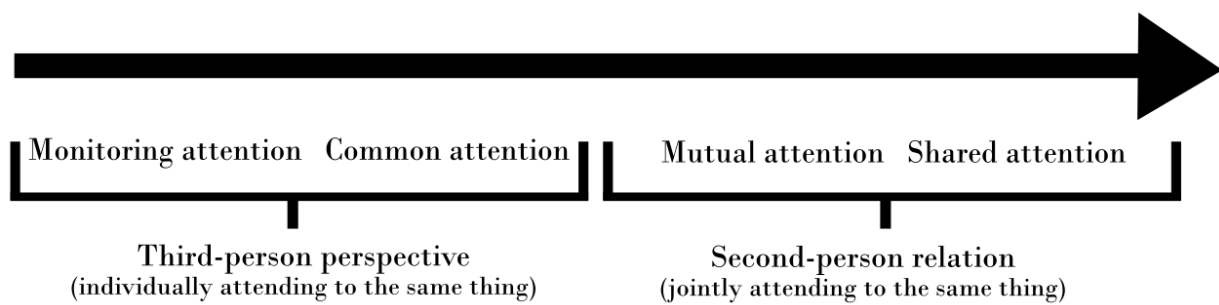 Monitoring attention Common attention Mutual attention Shared attention
Third-person perspective
(individually attending to the same thing)
Second-person relation
(jointly attending to the same thing)